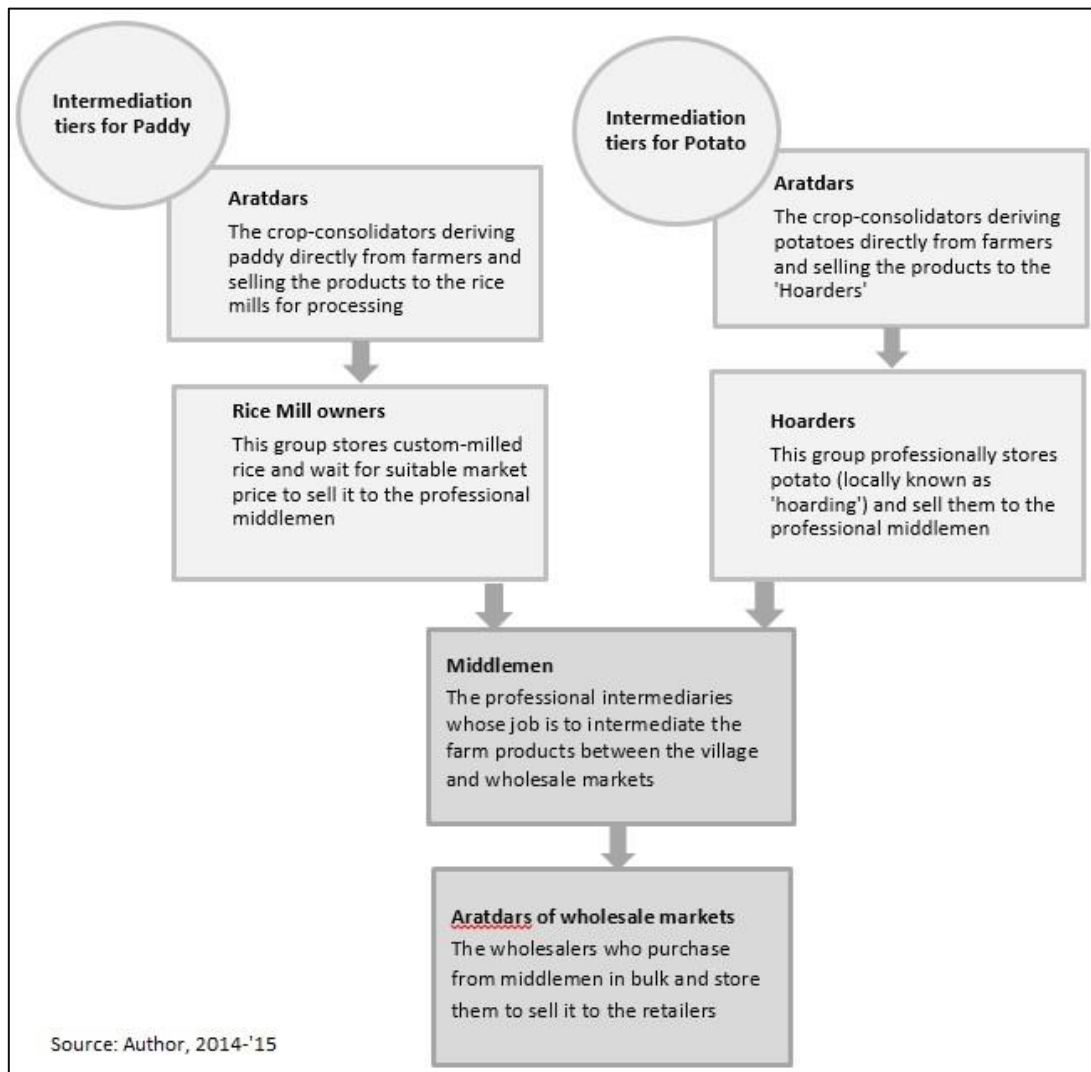 Intermediation
tiers for Paddy
Aratdars
The crop-consolidators deriving
paddy directly from farmers and
selling the products to the rice
mills for processing
Rice Mill owners
This group stores custom-milled
rice and wait for suitable market
price to sell it to the professional
middlemen
Intermediation
tiers for Potato
Aratdars
The crop-consolidators deriving
potatoes directly from farmers
and selling the products to the
'Hoarders'
Hoarders
This group professionally stores
potato (locally known as
'hoarding') and sell them to the
professional middlemen
Middlemen
The professional intermediaries
whose job is to intermediate the
farm products between the village
and wholesale markets
Aratdars of wholesale markets
The wholesalers who purchase
from middlemen in bulk and store
them to sell it to the retailers
Source: Author, 2014-'15